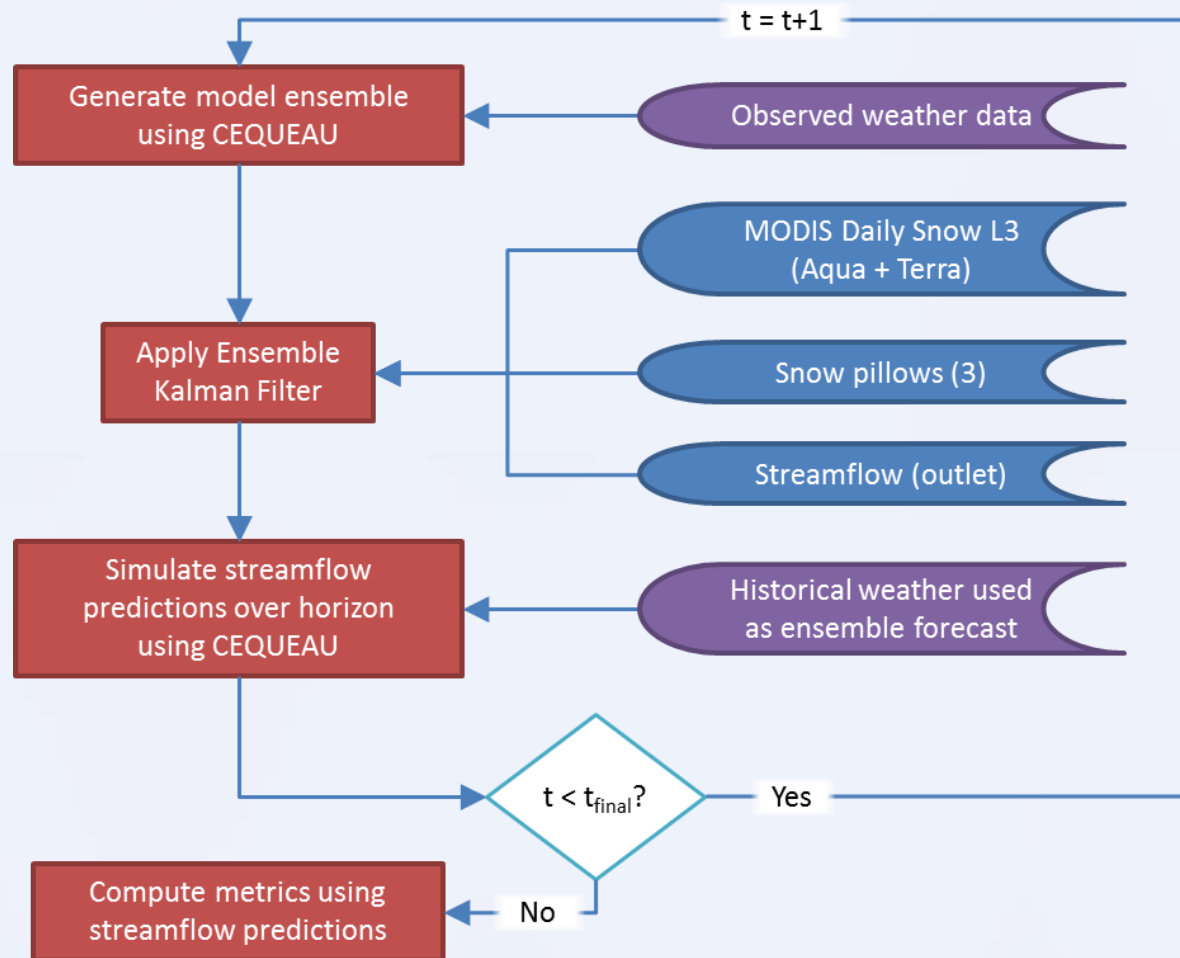 t = t+1
Generate model ensemble
using CEQUEAU
Observed weather data
MODIS Daily Snow L3
(Aqua + Terra)
Apply Ensemble
Kalman Filter
Snow pillows (3)
Streamflow (outlet)
Simulate streamflow
predictions over horizon
using CEQUEAU
Historical weather used
as ensemble forecast
t < t_final?
Yes
No
Compute metrics using
streamflow predictions